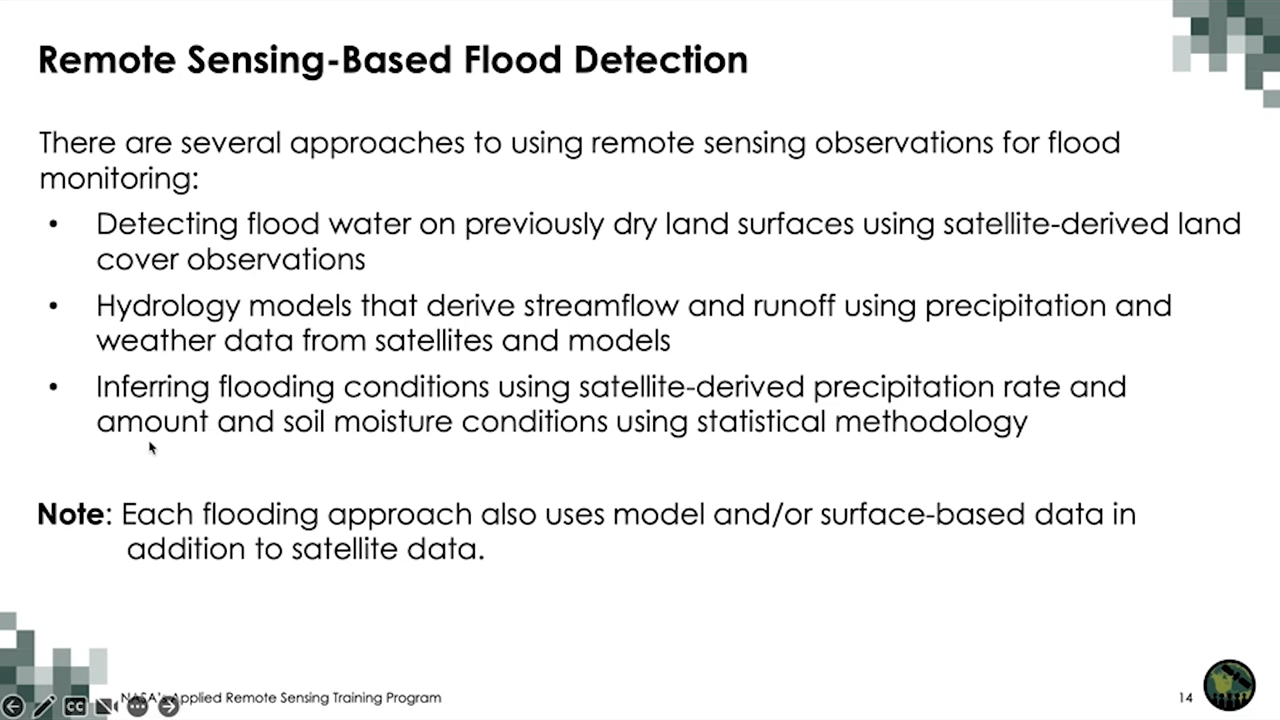 Remote Sensing-Based Flood Detection
There are several approaches to using remote sensing observations for flood
monitoring:
• Detecting flood water on previously dry land surfaces using satellite-derived land
cover observations
• Hydrology models that derive streamflow and runoff using precipitation and
weather data from satellites and models
• Inferring flooding conditions using satellite-derived precipitation rate and
amount and soil moisture conditions using statistical methodology
Note: Each flooding approach also uses model and/or surface-based data in
addition to satellite data.
CC
NASA's Applied Remote Sensing Training Program
14